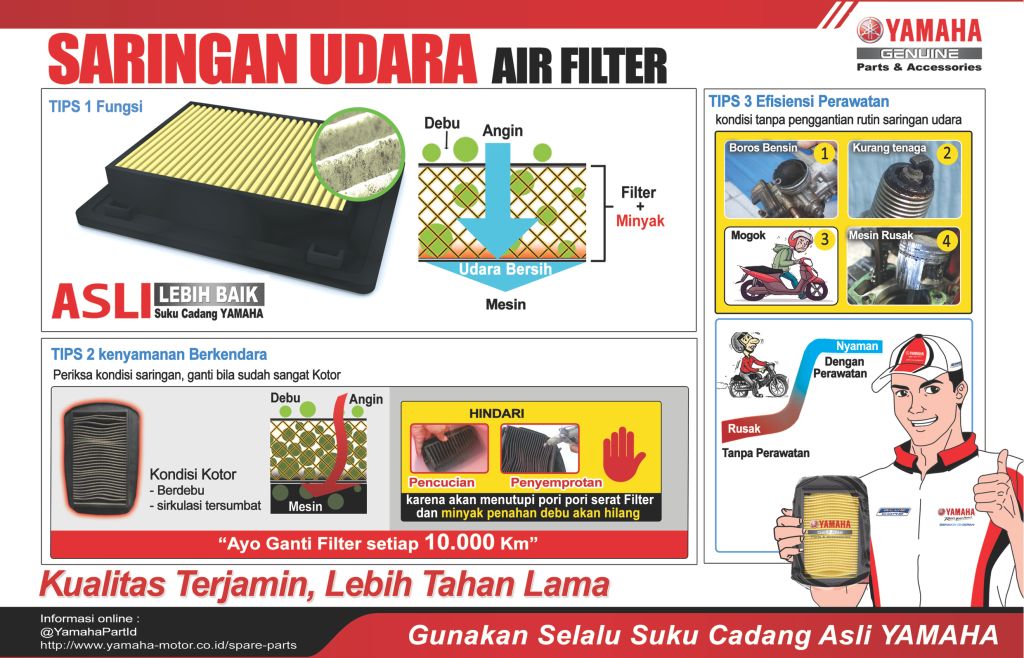 YAMAHA
GENUINE
Parts & Accessories
SARINGAN UDARA AIR FILTER
TIPS 1 Fungsi
Debu
Angin
Filter
+
Minyak
Udara Bersih
Mesin
ASLI LEBIH BAIK
Suku Cadang YAMAHA
TIPS 2 kenyamanan Berkendara
Periksa kondisi saringan, ganti bila sudah sangat Kotor
Kondisi Kotor
- Berdebu
- sirkulasi tersumbat
Debu
Angin
Mesin
HINDARI
Pencucian
Penyemprotan
karena akan menutupi pori pori serat Filter
dan minyak penahan debu akan hilang
“Ayo Ganti Filter setiap 10.000 Km”
TIPS 3 Efisiensi Perawatan
kondisi tanpa penggantian rutin saringan udara
Boros Bensin 1
Kurang tenaga 2
Mogok 3
Mesin Rusak 4
Nyaman
Dengan
Perawatan
Rusak
Tanpa Perawatan
YAMAHA
YAMAHA
Kualitas Terjamin, Lebih Tahan Lama
Informasi online :
@YamahaPartId
http://www.yamaha-motor.co.id/spare-parts
Gunakan Selalu Suku Cadang Asli YAMAHA